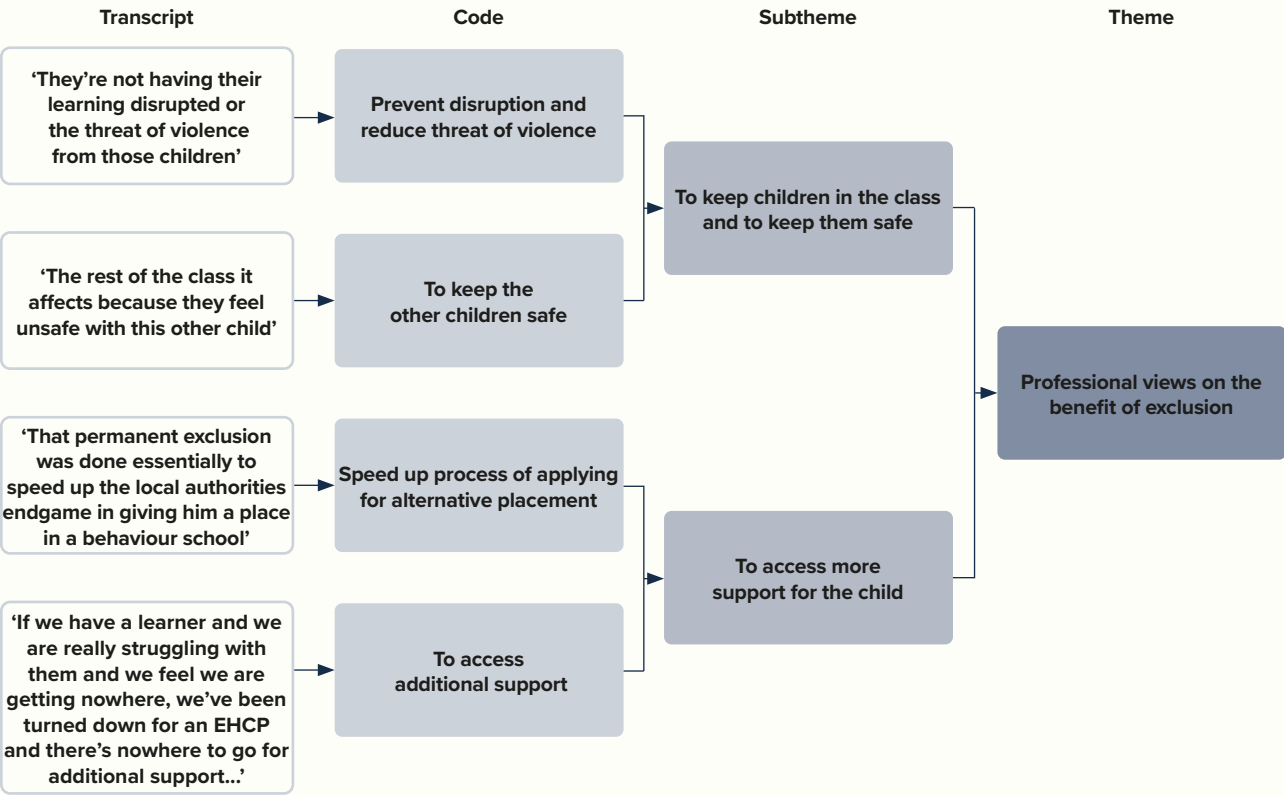 Transcript
Code
Subtheme
Theme
‘They’re not having their
learning disrupted or
the threat of violence
from those children’
Prevent disruption and
reduce threat of violence
To keep children in the class
and to keep them safe
‘The rest of the class it
affects because they feel
unsafe with this other child’
To keep the
other children safe
Professional views on the
benefit of exclusion
‘That permanent exclusion
was done essentially to
speed up the local authorities
endgame in giving him a place
in a behaviour school’
Speed up process of applying
for alternative placement
To access more
support for the child
‘If we have a learner and we
are really struggling with
them and we feel we are
getting nowhere, we’ve been
turned down for an EHCP
and there’s nowhere to go for
additional support...’
To access
additional support